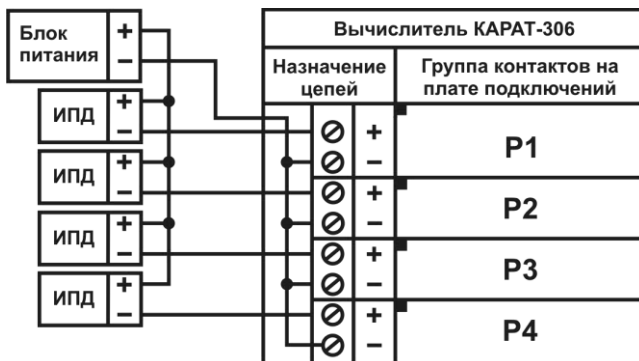 Блок
питания
+
−
ИПД
+
−
ИПД
+
−
ИПД
+
−
ИПД
+
−
Вычислитель КАРАТ-306
Назначение
цепей
Группа контактов на
плате подключений
+
−
P1
+
−
P2
+
−
P3
+
−
P4